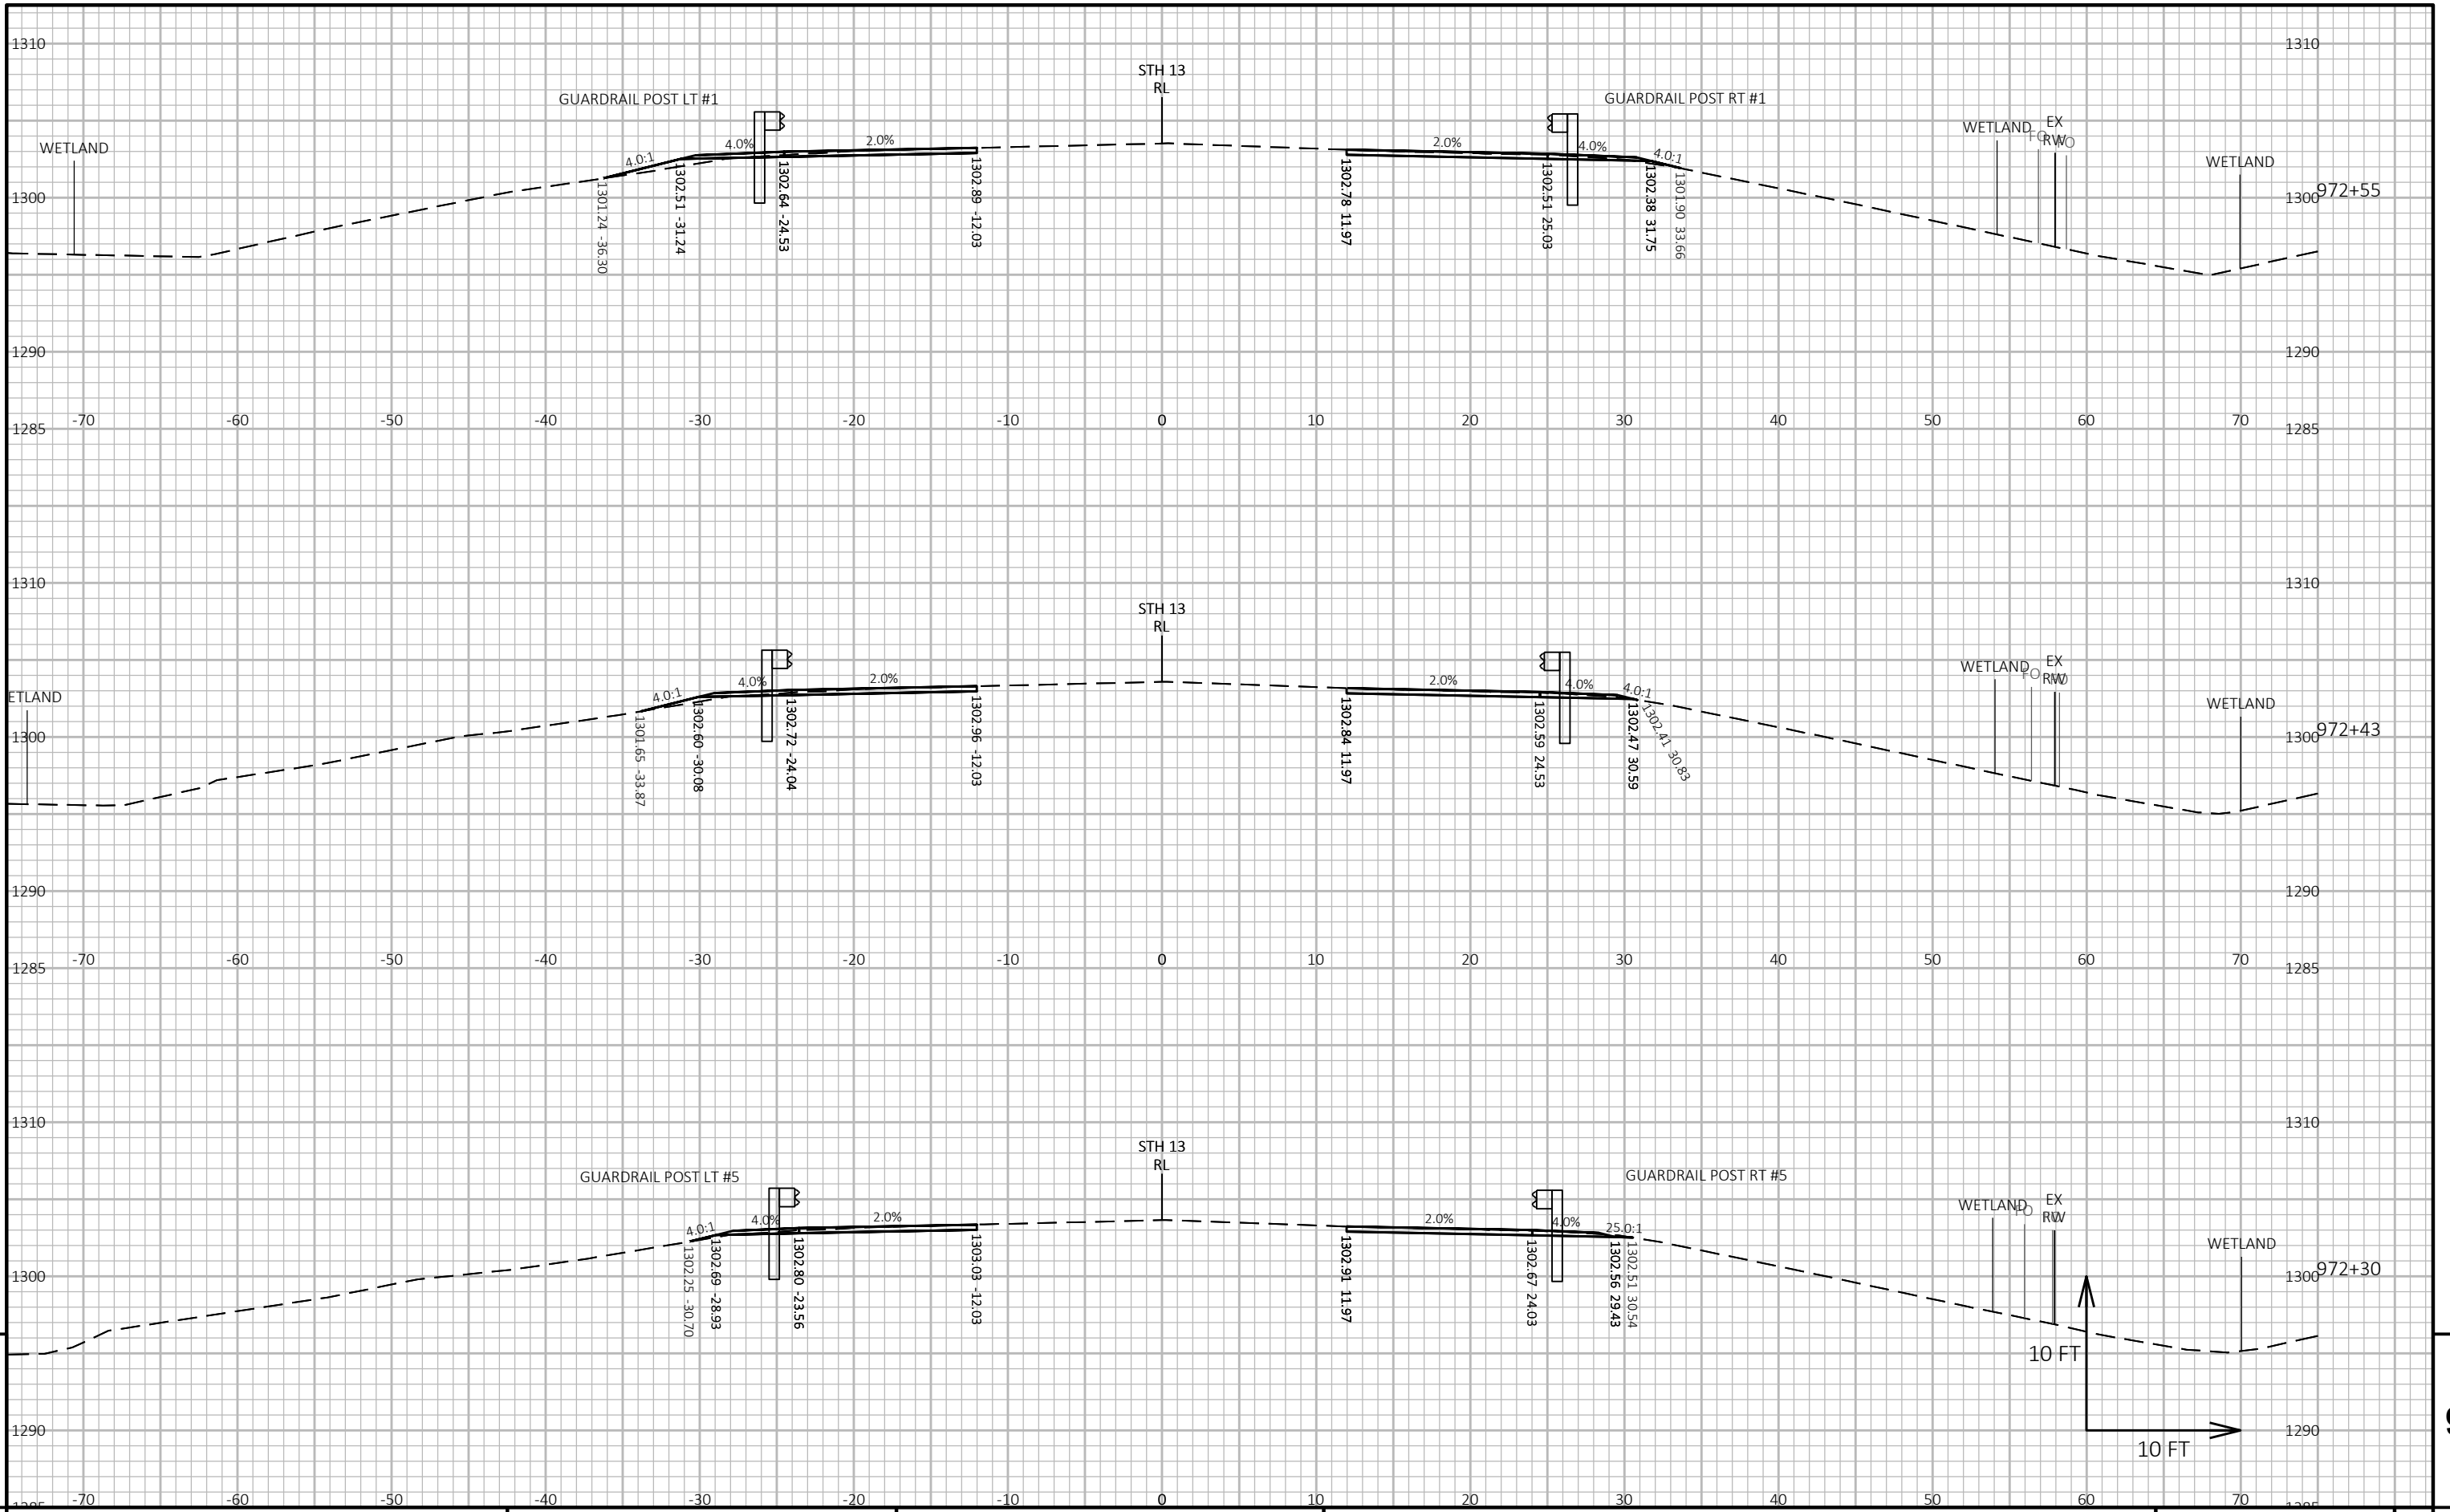 1310
1310
STH 13
RL
GUARDRAIL POST LT #1
GUARDRAIL POST RT #1
WETLAND
WETLAND
FO
EX
RW
FO
WETLAND
4.0:1
4.0%
2.0%
2.0%
4.0%
4.0:1
1300
1300
972+55
1301.24 -36.30
1302.51 -31.24
1302.64 -24.53
1302.89 -12.03
1302.78 11.97
1302.51 25.03
1302.38 31.75
1301.90 33.66
1290
1290
-70 -60 -50 -40 -30 -20 -10 0 10 20 30 40 50 60 70
1285
1285
1310
1310
STH 13
RL
ETLAND
WETLAND
FO
EX
RW
WETLAND
4.0:1
4.0%
2.0%
2.0%
4.0%
4.0:1
1300
1300
972+43
1301.65 -33.87
1302.60 -30.08
1302.72 -24.04
1302.96 -12.03
1302.84 11.97
1302.59 24.53
1302.47 30.59
1302.41 30.83
1290
1290
-70 -60 -50 -40 -30 -20 -10 0 10 20 30 40 50 60 70
1285
1285
1310
1310
STH 13
RL
GUARDRAIL POST LT #5
GUARDRAIL POST RT #5
WETLAND
FO
EX
RW
WETLAND
4.0:1
4.0%
2.0%
2.0%
4.0%
25.0:1
1300
1300
972+30
1302.25 -30.70
1302.69 -28.93
1302.80 -23.56
1303.03 -12.03
1302.91 11.97
1302.67 24.03
1302.56 29.43
1302.51 30.54
10 FT
1290
1290
10 FT
-70 -60 -50 -40 -30 -20 -10 0 10 20 30 40 50 60 70